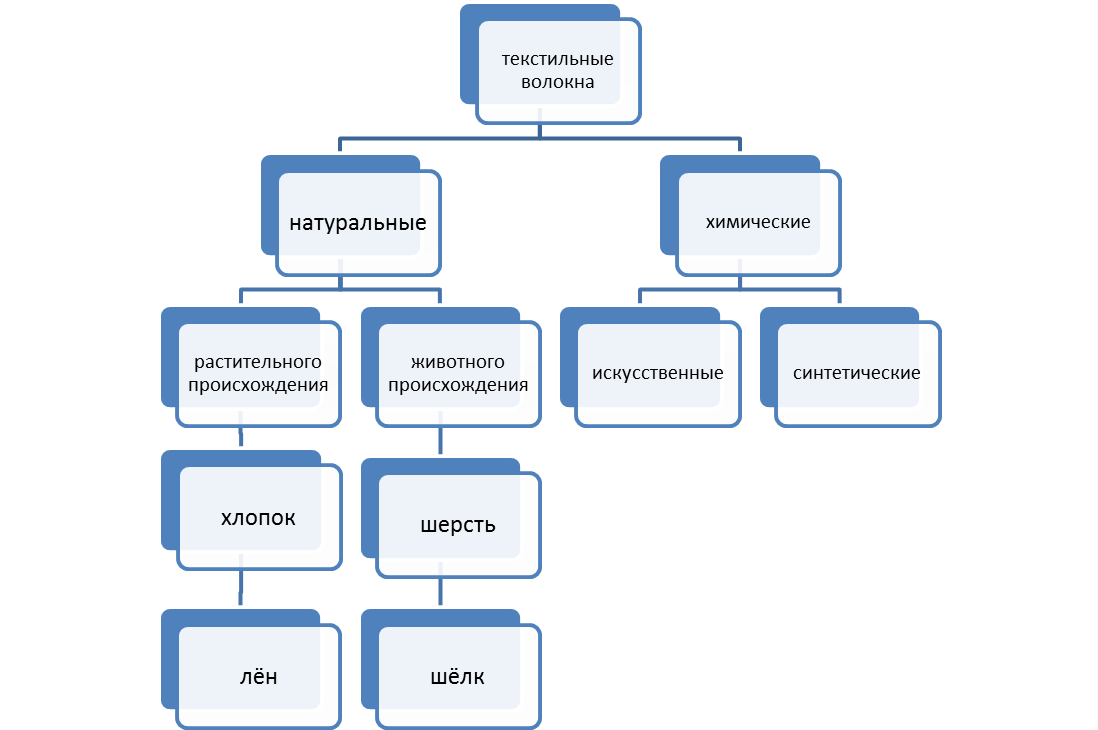 текстильные
волокна
натуральные
химические
растительного
происхождения
животного
происхождения
искусственные
синтетические
хлопок
шерсть
лён
шёлк